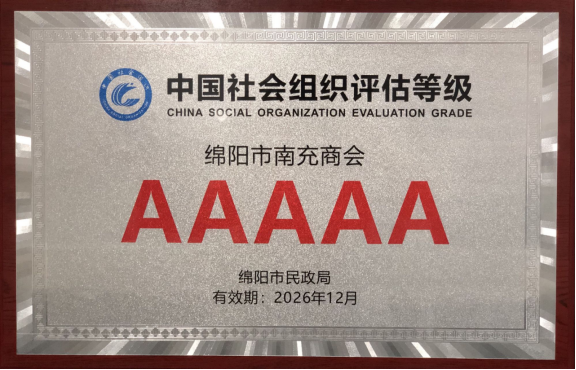 中国社会组织评估等级
CHINA SOCIAL ORGANIZATION EVALUATION GRADE
绵阳市南充商会
AAAAA
绵阳市民政局
有效期：2026年12月